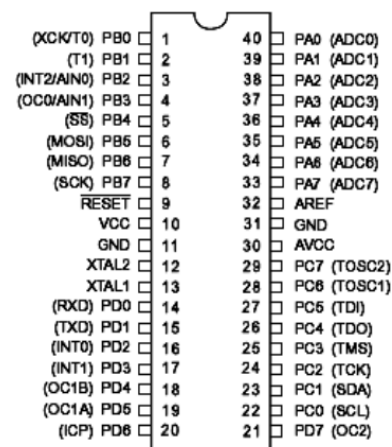 (XCK/T0) PB0 1 40 PA0 (ADC0)
(T1) PB1 2 39 PA1 (ADC1)
(INT2/AIN0) PB2 3 38 PA2 (ADC2)
(OC0/AIN1) PB3 4 37 PA3 (ADC3)
(SS) PB4 5 36 PA4 (ADC4)
(MOSI) PB5 6 35 PA5 (ADC5)
(MISO) PB6 7 34 PA6 (ADC6)
(SCK) PB7 8 33 PA7 (ADC7)
RESET 9 32 AREF
VCC 10 31 GND
GND 11 30 AVCC
XTAL2 12 29 PC7 (TOSC2)
XTAL1 13 28 PC6 (TOSC1)
(RXD) PD0 14 27 PC5 (TDI)
(TXD) PD1 15 26 PC4 (TDO)
(INT0) PD2 16 25 PC3 (TMS)
(INT1) PD3 17 24 PC2 (TCK)
(OC1B) PD4 18 23 PC1 (SDA)
(OC1A) PD5 19 22 PC0 (SCL)
(ICP) PD6 20 21 PD7 (OC2)